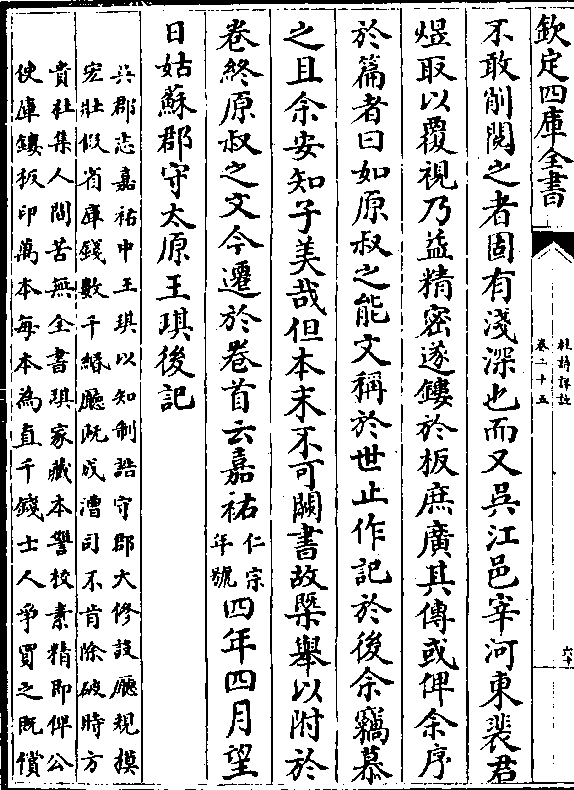 欽定四庫全書
杜詩詳註
卷二十五
六十
不敢削閱之者固有淺深也而又吳江邑宰河東裴君
煜取以覆視乃益精密遂鏤於板庶廣其傳或俾余序
於篇者曰如原叔之能文稱於世止作記於後余竊慕
之且余安知子美哉但本末不可闕書故槩舉以附於
卷終原叔之文今遷於卷首云嘉祐仁宗年號四年四月望
日姑蘇郡守太原王琪後記
吳郡志嘉祐中王琪以知制誥守郡大修設廳規模
宏壯假省庫錢數千緡廳既成漕司不肯除破時方
貴杜集人間苦無全書琪家藏本讐校素精即俾公
使庫鏤板印萬本每本為直千錢士人爭買之既償